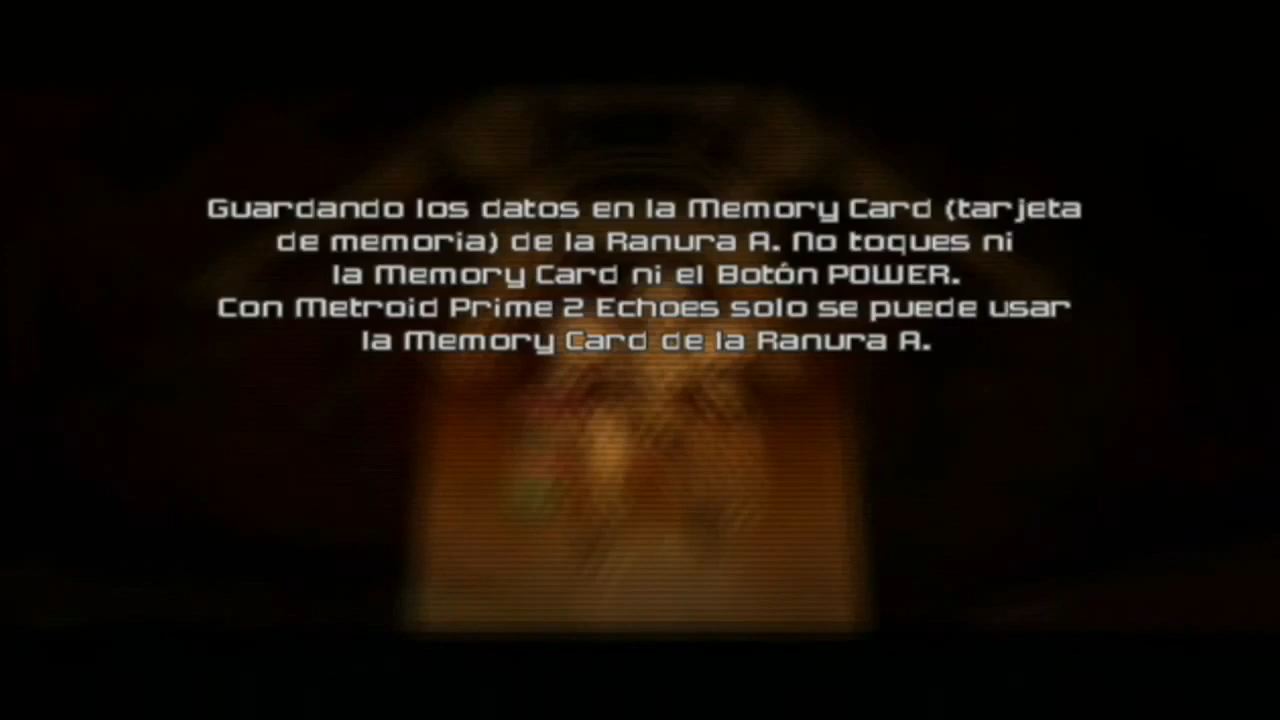 Guardando los datos en la Memory Card (tarjeta
de memoria) de la Ranura A. No toques ni
la Memory Card ni el Botón POWER.
Con Metroid Prime 2 Echoes solo se puede usar
la Memory Card de la Ranura A.